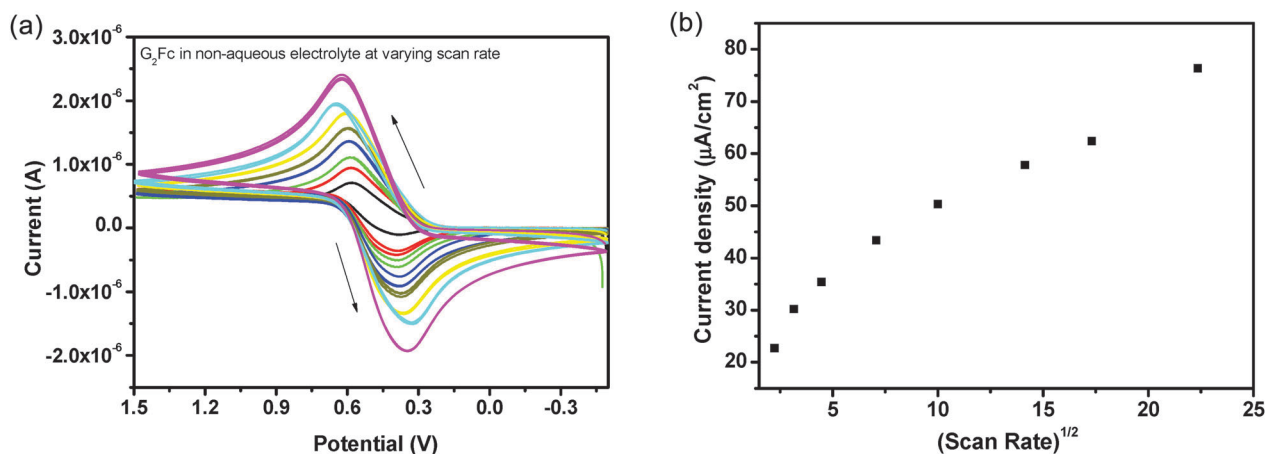 (a)
G₂Fc in non-aqueous electrolyte at varying scan rate
3.0x10⁻⁶
2.0x10⁻⁶
1.0x10⁻⁶
0.0
-1.0x10⁻⁶
-2.0x10⁻⁶
Current (A)
1.5 1.2 0.9 0.6 0.3 0.0 -0.3
Potential (V)
(b)
80
70
60
50
40
30
20
Current density (µA/cm²)
5 10 15 20 25
(Scan Rate)¹/²